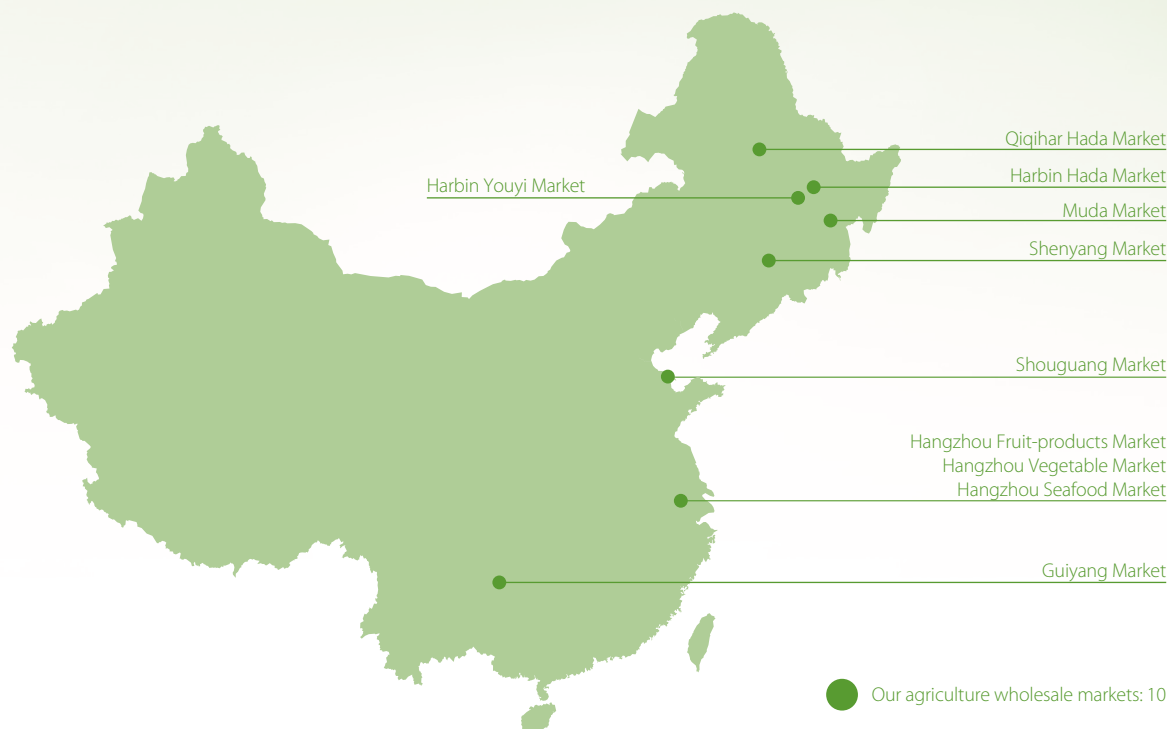 Qiqihar Hada Market
Harbin Hada Market
Harbin Youyi Market
Muda Market
Shenyang Market
Shouguang Market
Hangzhou Fruit-products Market
Hangzhou Vegetable Market
Hangzhou Seafood Market
Guiyang Market
Our agriculture wholesale markets: 10